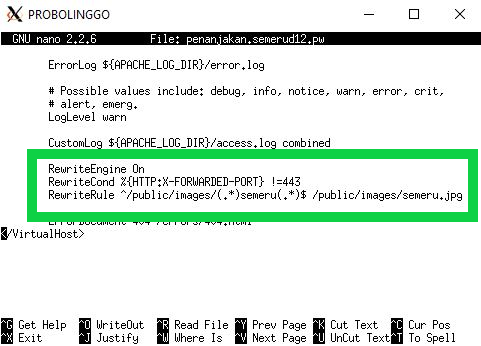 PROBOLINGGO
GNU nano 2.2.6 File: penanjakan.semerud12.pw
ErrorLog ${APACHE_LOG_DIR}/error.log
# Possible values include: debug, info, notice, warn, error, crit,
# alert, emerg.
LogLevel warn
CustomLog ${APACHE_LOG_DIR}/access.log combined
RewriteEngine On
RewriteCond %{HTTP:X-FORWARDED-PORT} !=443
RewriteRule ^/public/images/(.*)semeru(.*)$ /public/images/semeru.jpg
ErrorDocument 404 /errors/404.html
</VirtualHost>
^G Get Help ^O WriteOut ^R Read File ^Y Prev Page ^K Cut Text ^C Cur Pos
^X Exit ^J Justify ^W Where Is ^V Next Page ^U UnCut Text ^T To Spell